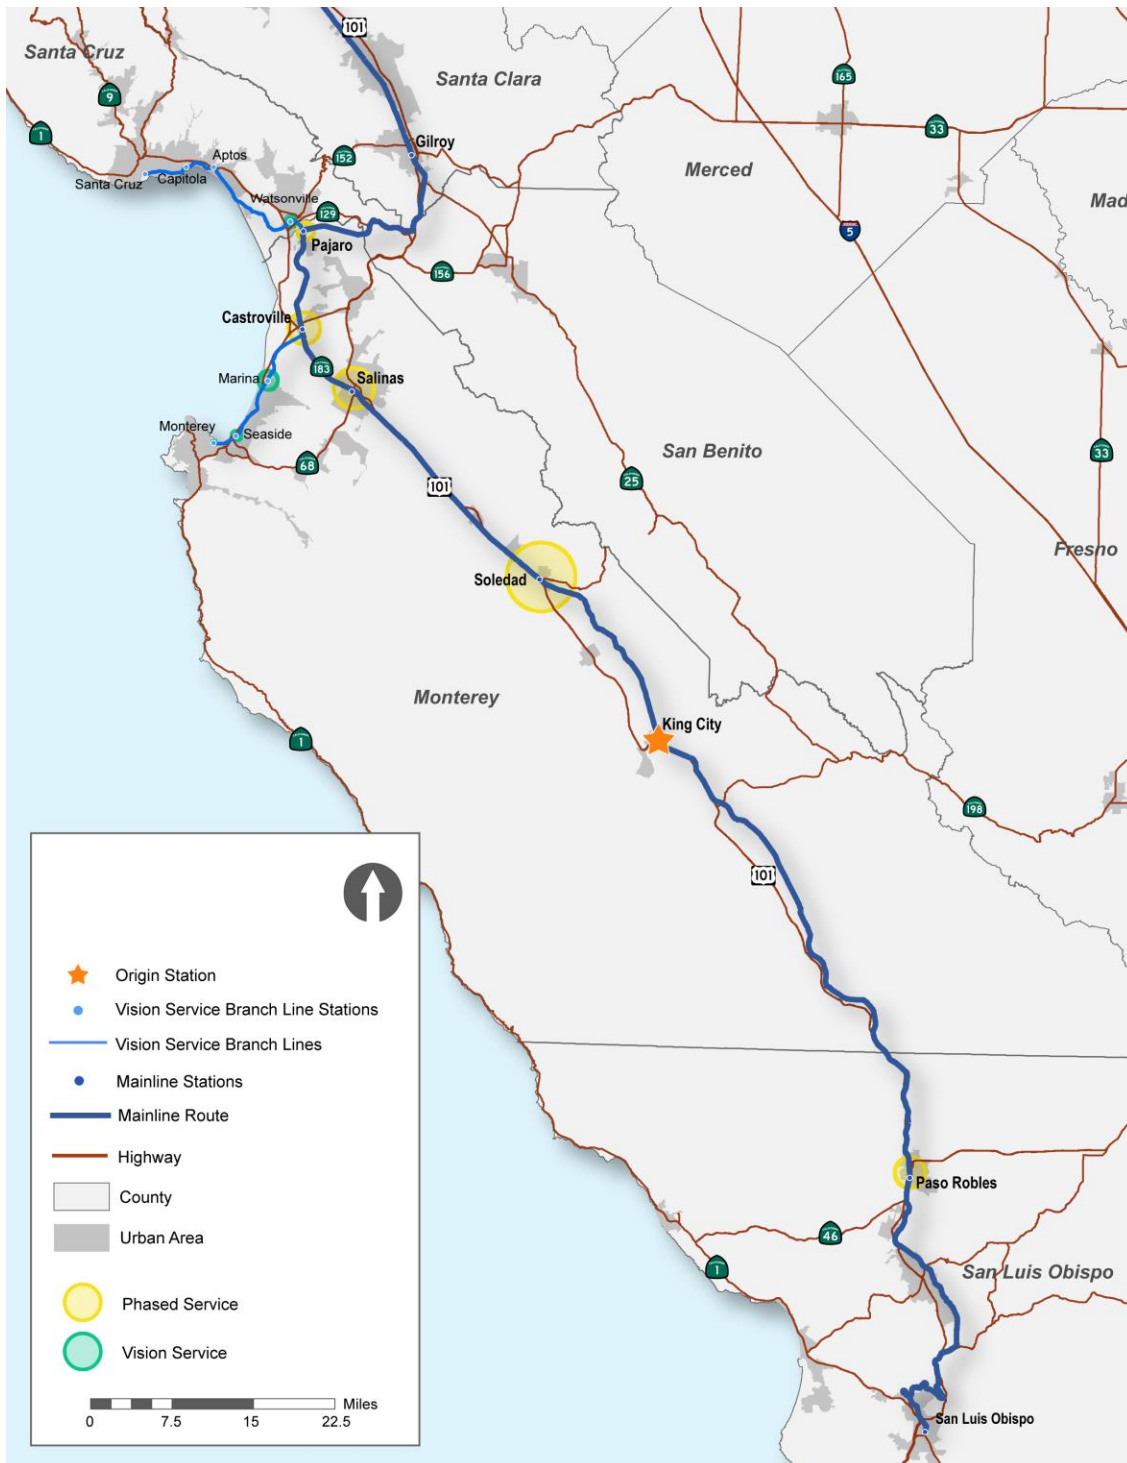 101
Santa Cruz
Santa Clara
165
9
33
1
Gilroy
152
Aptos
Merced
Santa Cruz
Capitola
Watsonville
129
Mad
5
Pajaro
156
Castroville
183
Marina
Salinas
Monterey
Seaside
68
San Benito
33
25
101
Fresno
Soledad
Monterey
King City
1
198
101
Origin Station
Vision Service Branch Line Stations
Vision Service Branch Lines
Mainline Stations
Mainline Route
Highway
County
Urban Area
Phased Service
Vision Service
Miles
0 7.5 15 22.5
Paso Robles
46
1
San Luis Obispo
San Luis Obispo